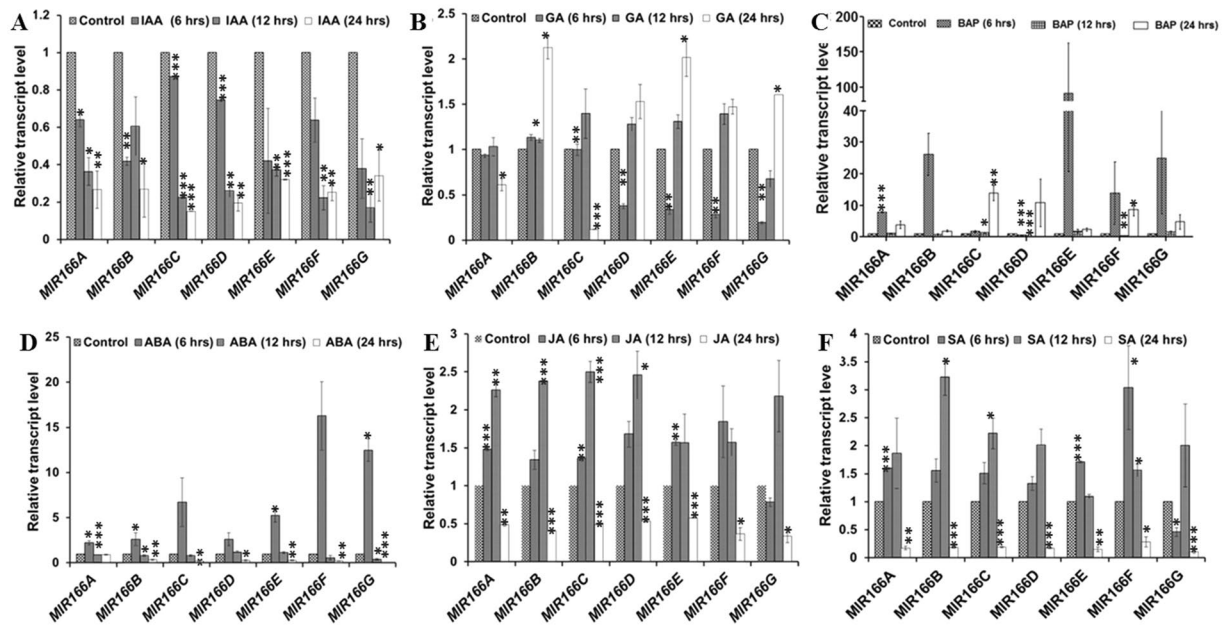 A
Control IAA (6 hrs) IAA (12 hrs) IAA (24 hrs)
Relative transcript level
1
0.8
0.6
0.4
0.2
0
*** *** * * ** ** * *** *** *** ** * *** ** ** ** *
MIR166A MIR166B MIR166C MIR166D MIR166E MIR166F MIR166G
B
Control GA (6 hrs) GA (12 hrs) GA (24 hrs)
Relative transcript level
2.5
2
1.5
1
0.5
0
* * * ** *** *** ** ** ** * *
MIR166A MIR166B MIR166C MIR166D MIR166E MIR166F MIR166G
C
Control BAP (6 hrs) BAP (12 hrs) BAP (24 hrs)
Relative transcript level
200
150
100
40
30
20
10
0
*** * ** *** *** ** *
MIR166A MIR166B MIR166C MIR166D MIR166E MIR166F MIR166G
D
Control ABA (6 hrs) ABA (12 hrs) ABA (24 hrs)
Relative transcript level
25
20
15
10
5
0
* *** * * ** ** * * ** ** * * ***
MIR166A MIR166B MIR166C MIR166D MIR166E MIR166F MIR166G
E
Control JA (6 hrs) JA (12 hrs) JA (24 hrs)
Relative transcript level
3
2.5
2
1.5
1
0.5
0
*** ** ** *** *** ** *** *** * *** ** *** * *
MIR166A MIR166B MIR166C MIR166D MIR166E MIR166F MIR166G
F
Control SA (6 hrs) SA (12 hrs) SA (24 hrs)
Relative transcript leve
4
3.5
3
2.5
2
1.5
1
0.5
0
*** ** * *** * *** *** *** ** * * * * ***
MIR166A MIR166B MIR166C MIR166D MIR166E MIR166F MIR166G